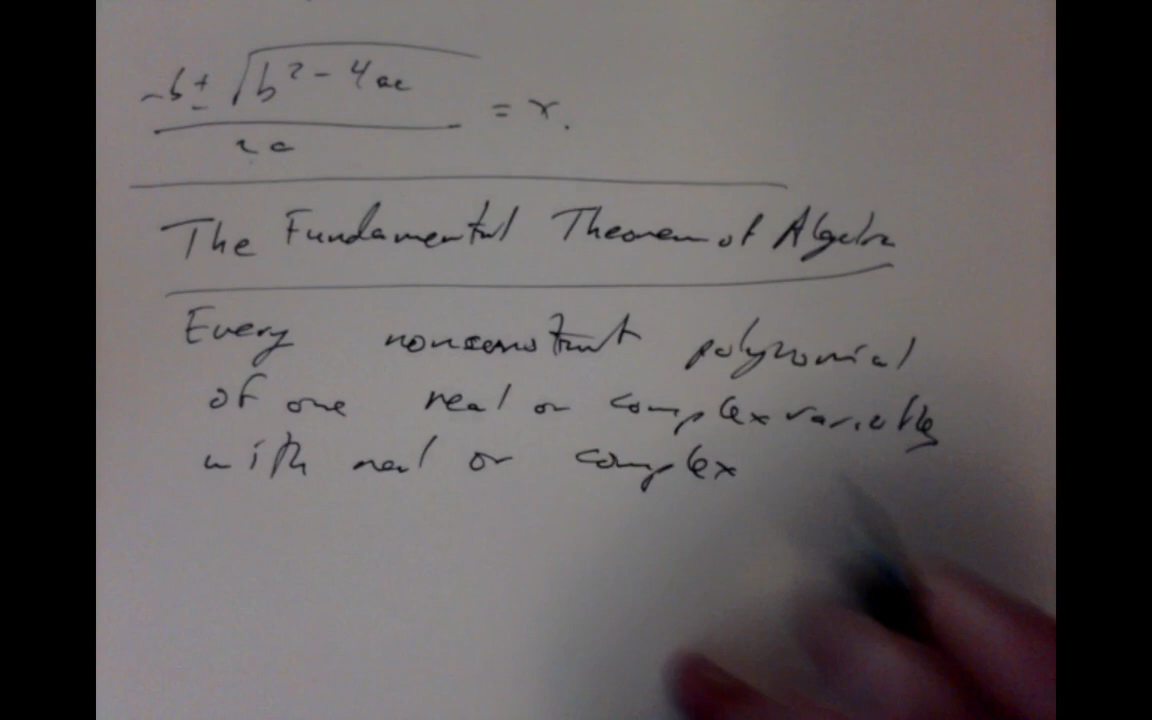 -b ± √(b² - 4ac) / 2a = x.
The Fundamental Theorem of Algebra
Every nonconstant polynomial
of one real or complex variable,
with real or complex